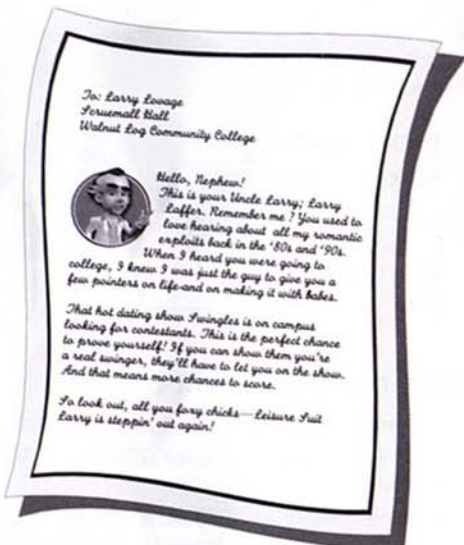 To: Larry Lovage
Scruemall Hall
Walnut Log Community College
Hello, Nephew!
This is your Uncle Larry; Larry
Laffer. Remember me? You used to
love hearing about all my romantic
exploits back in the '80s and '90s.
When I heard you were going to
college, I knew I was just the guy to give you a
few pointers on life-and on making it with babes.
That hot dating show Swingles is on campus
looking for contestants. This is the perfect chance
to prove yourself! If you can show them you're
a real swinger, they'll have to let you on the show.
And that means more chances to score.
So look out, all you foxy chicks—Leisure Suit
Larry is steppin' out again!